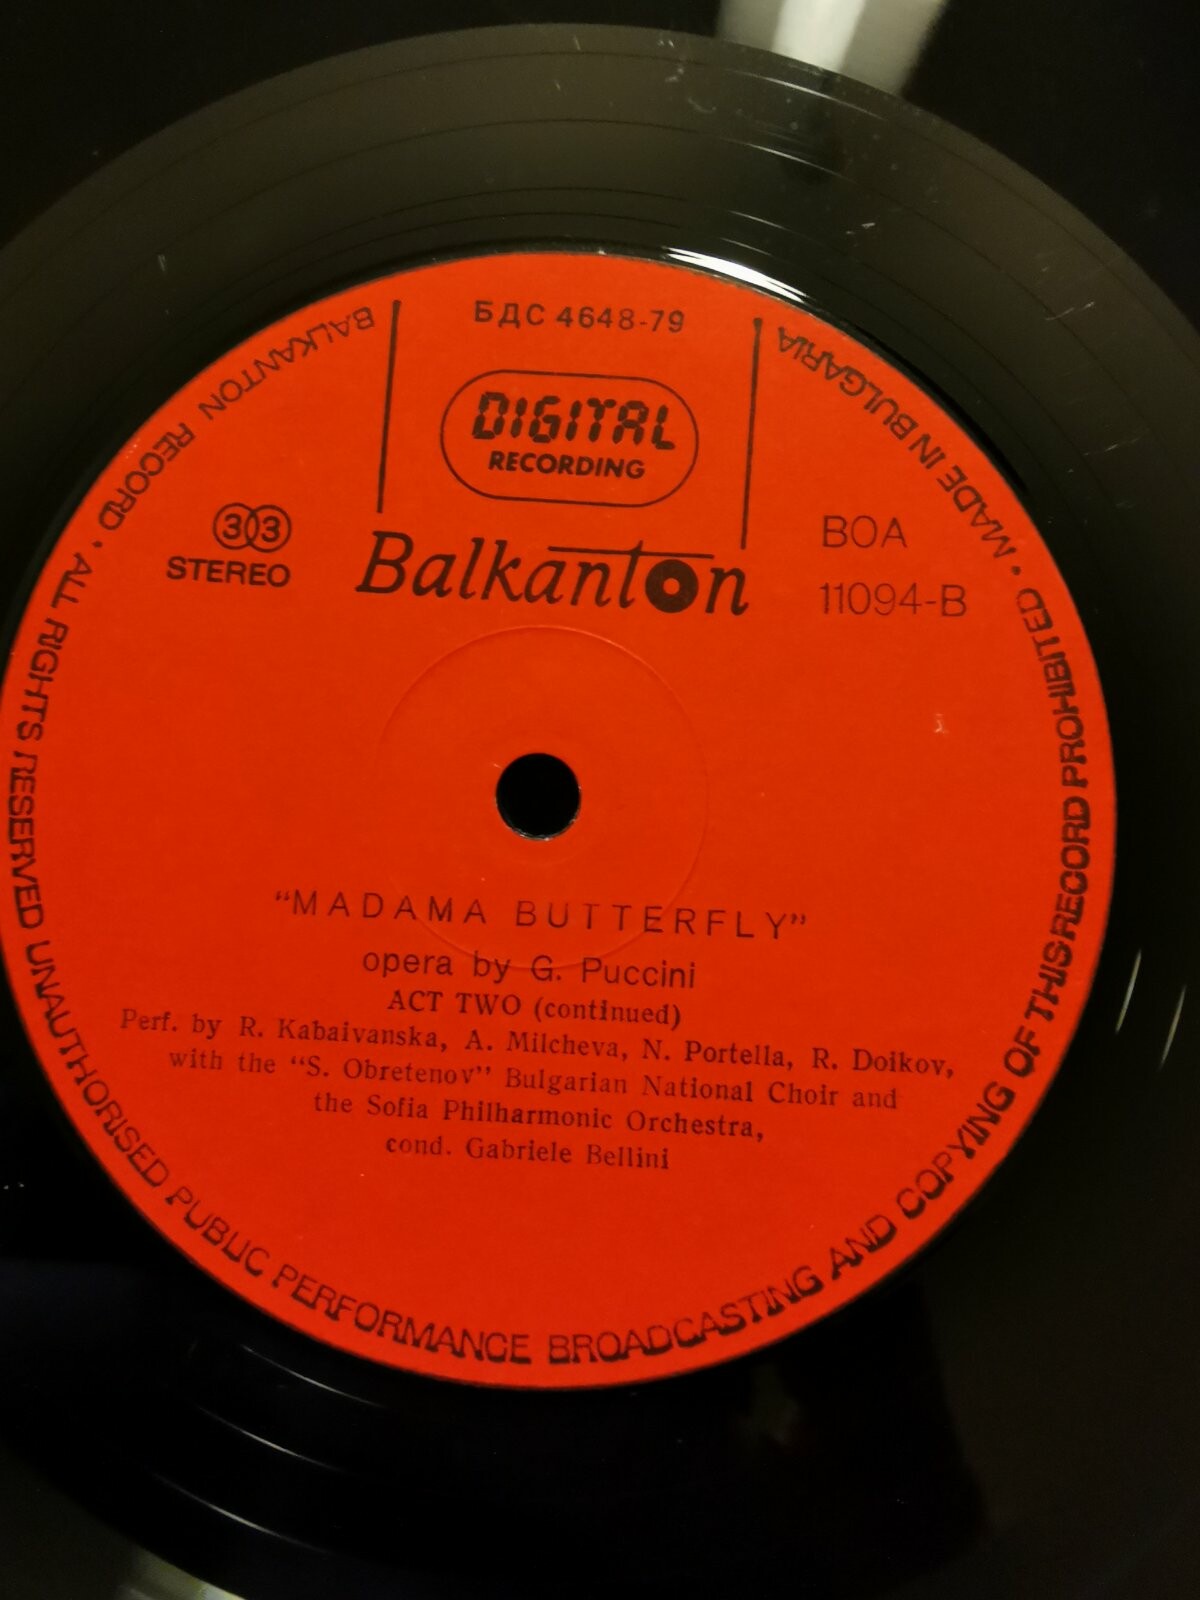 БДС 4648-79
DIGITAL
RECORDING
33
STEREO
Balkanton
BOA
11094-B
"MADAMA BUTTERFLY"
opera by G. Puccini
ACT TWO (continued)
Perf. by R. Kabaivanska, A. Milcheva, N. Portella, R. Doikov,
with the "S. Obretenov" Bulgarian National Choir and
the Sofia Philharmonic Orchestra,
cond. Gabriele Bellini
BALKANTON RECORD • ALL RIGHTS RESERVED UNAUTHORISED PUBLIC PERFORMANCE BROADCASTING AND COPYING OF THIS RECORD PROHIBITED • MADE IN BULGARIA